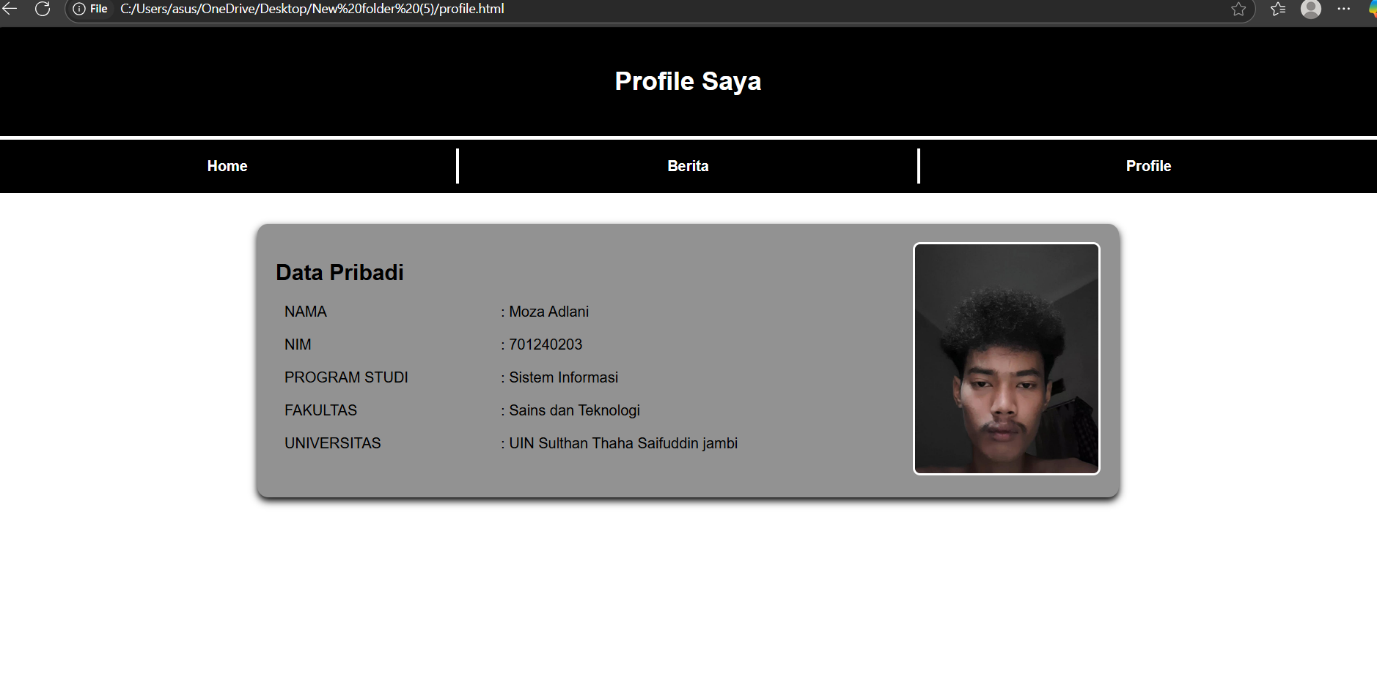 File C:/Users/asus/OneDrive/Desktop/New%20folder%20(5)/profile.html
Profile Saya
Home Berita Profile
Data Pribadi
NAMA : Moza Adlani
NIM : 701240203
PROGRAM STUDI : Sistem Informasi
FAKULTAS : Sains dan Teknologi
UNIVERSITAS : UIN Sulthan Thaha Saifuddin jambi